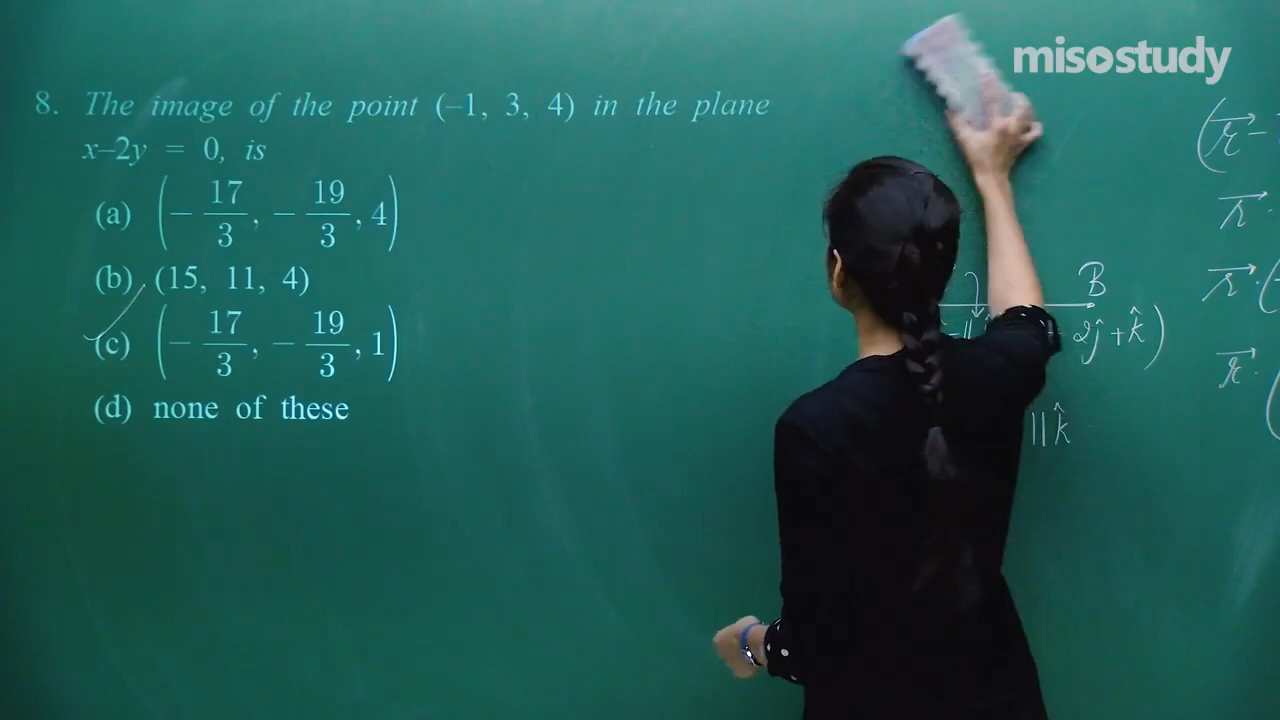 misostudy
8. The image of the point (–1, 3, 4) in the plane
x–2y = 0, is
(a) (– 17/3, – 19/3, 4)
(b) (15, 11, 4)
(c) (– 17/3, – 19/3, 1)
(d) none of these
B
2ĵ + k̂)
|| k̂